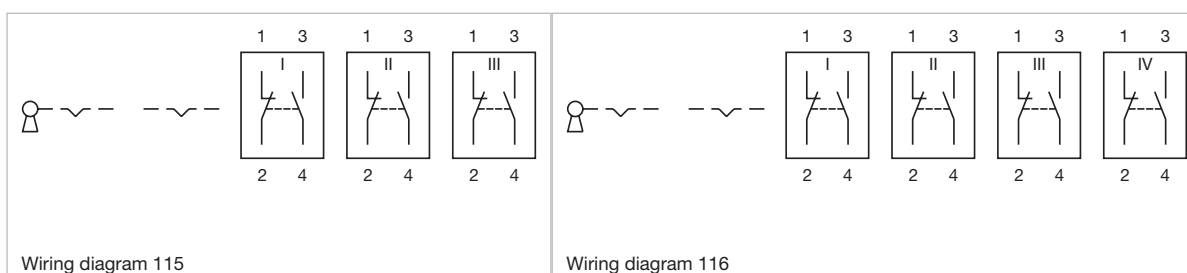 1 3 1 3 1 3
I II III
2 4 2 4 2 4
Wiring diagram 115
1 3 1 3 1 3 1 3
I II III IV
2 4 2 4 2 4 2 4
Wiring diagram 116